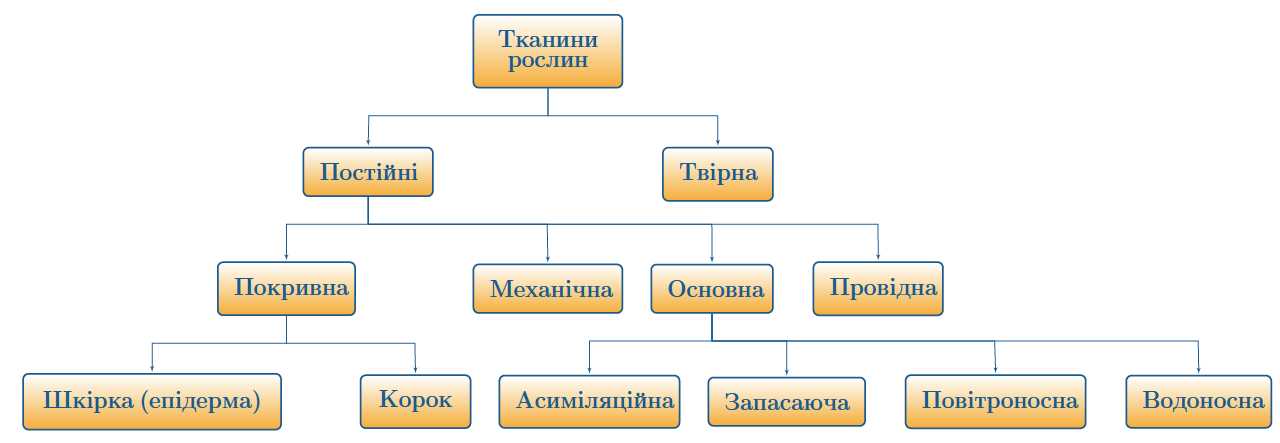 Тканини
рослин
Постійні
Твірна
Покривна
Механічна
Основна
Провідна
Шкірка (епідерма)
Корок
Асиміляційна
Запасаюча
Повітроносна
Водоносна